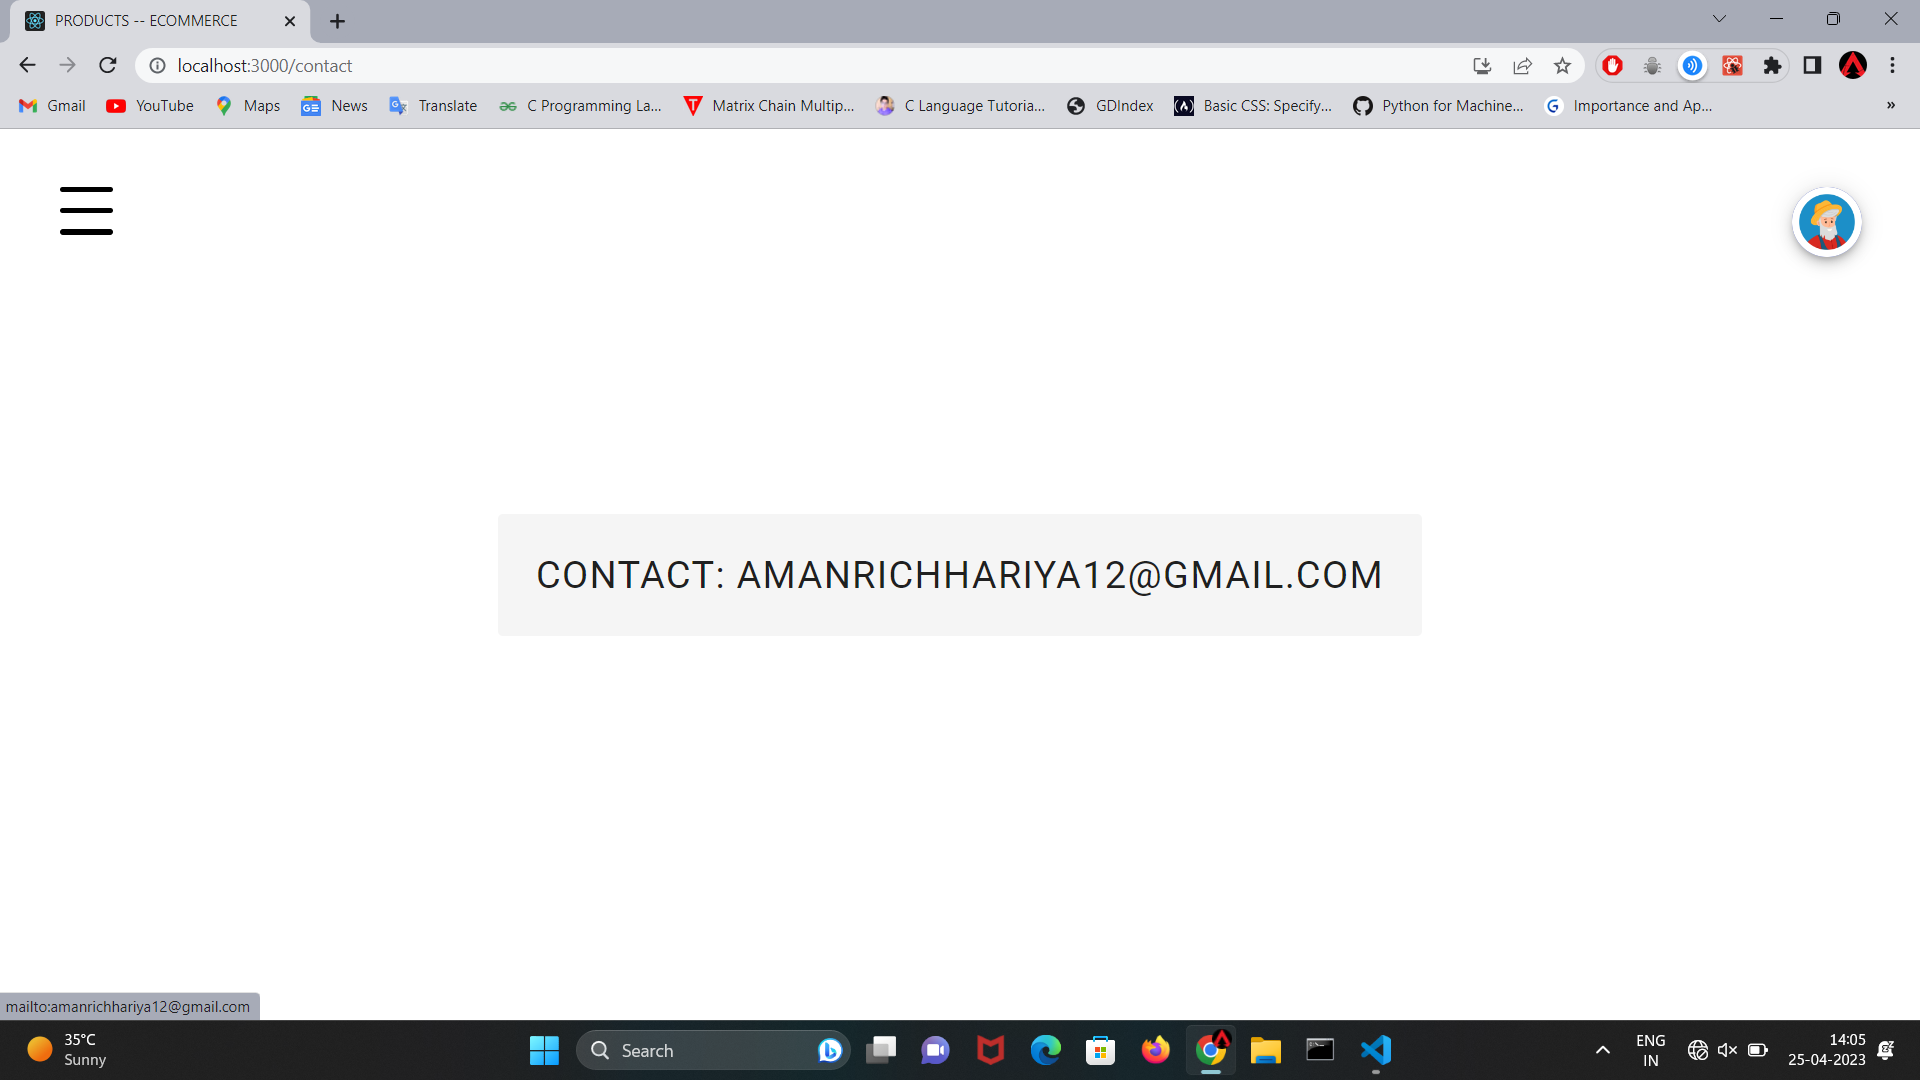 PRODUCTS -- ECOMMERCE
localhost:3000/contact
Gmail YouTube Maps News Translate C Programming La... Matrix Chain Multip... C Language Tutoria... GDIndex Basic CSS: Specify... Python for Machine... Importance and Ap... »
CONTACT: AMANRICHHARIYA12@GMAIL.COM
mailto:amanrichhariya12@gmail.com
35°C
Sunny
Search
ENG
IN
14:05
25-04-2023